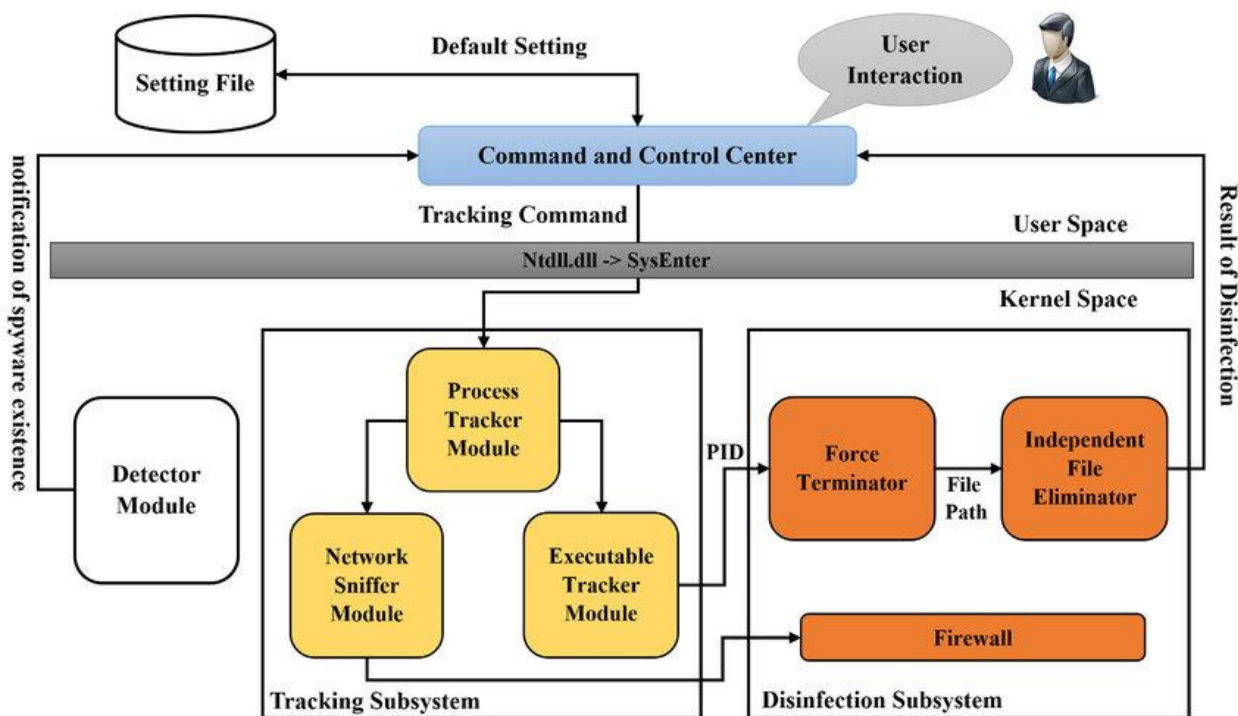 Default Setting
Setting File
User
Interaction
Command and Control Center
notification of spyware existence
Tracking Command
User Space
Ntdll.dll -> SysEnter
Kernel Space
Result of Disinfection
Process
Tracker
Module
Detector
Module
Network
Sniffer
Module
Executable
Tracker
Module
PID
Force
Terminator
File
Path
Independent
File
Eliminator
Firewall
Tracking Subsystem
Disinfection Subsystem